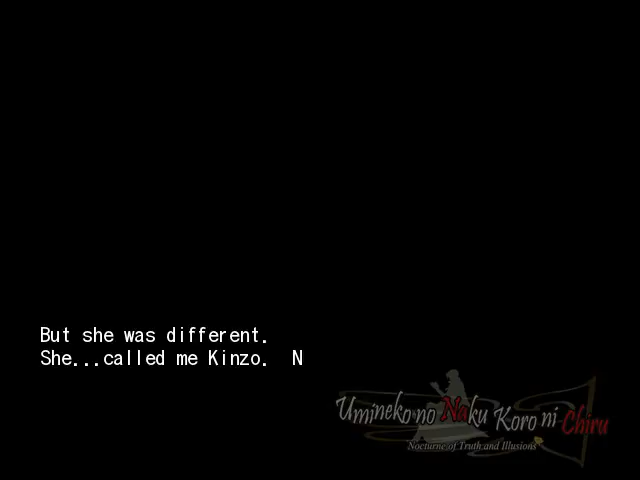 But she was different.
She...called me Kinzo.  N
Umineko no Naku Koro ni Chiru
Nocturne of Truth and Illusions